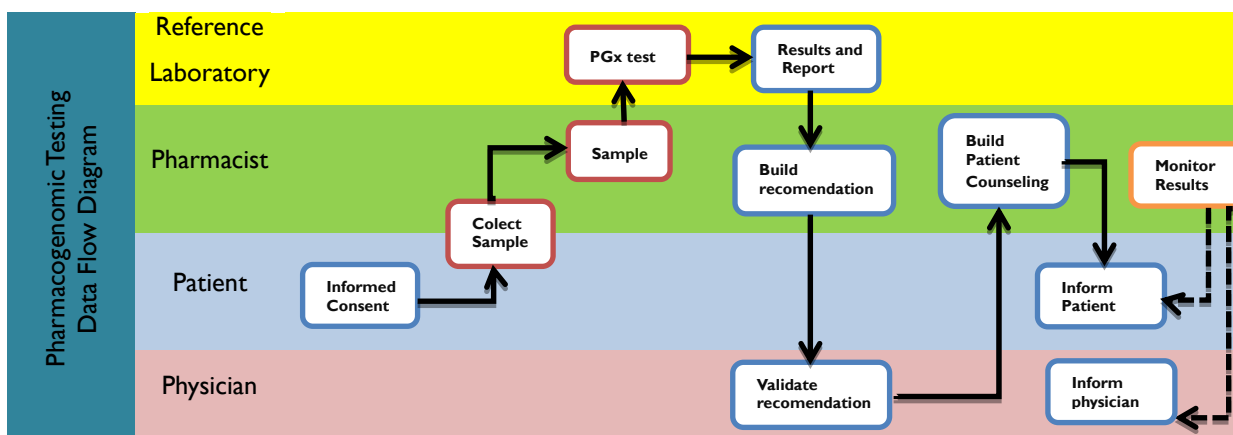 Pharmacogenomic Testing
Data Flow Diagram
Reference
Laboratory
PGx test
Results and
Report
Pharmacist
Sample
Build
recomendation
Build
Patient
Counseling
Monitor
Results
Colect
Sample
Patient
Informed
Consent
Inform
Patient
Physician
Validate
recomendation
Inform
physician